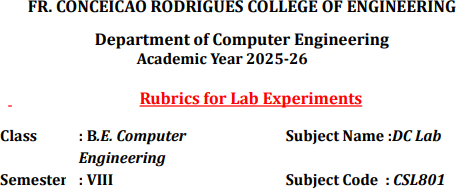 FR. CONCEICAO RODRIGUES COLLEGE OF ENGINEERING
Department of Computer Engineering
Academic Year 2025-26
Rubrics for Lab Experiments
Class : B.E. Computer Subject Name :DC Lab
Engineering
Semester : VIII Subject Code : CSL801